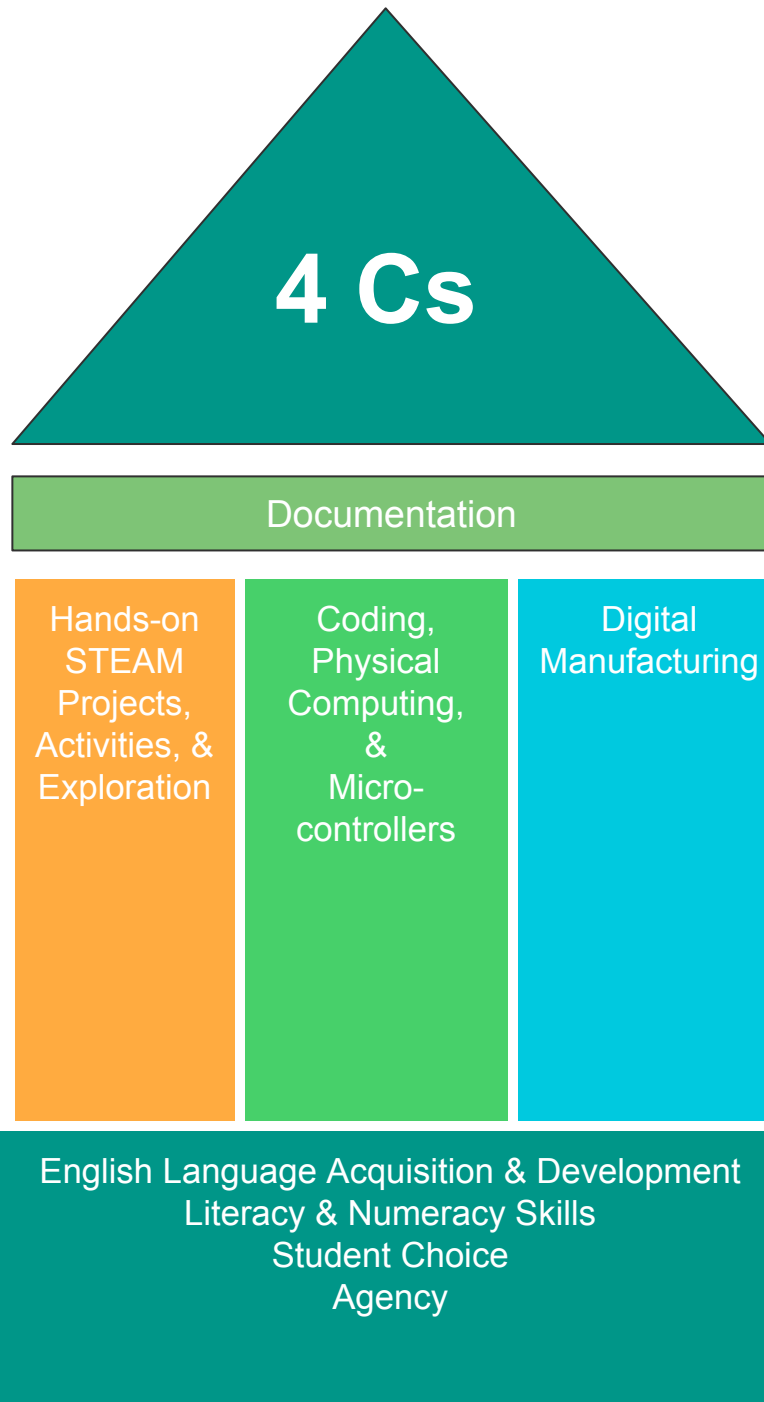 4 Cs
Documentation
Hands-on
STEAM
Projects,
Activities, &
Exploration
Coding,
Physical
Computing,
&
Micro-
controllers
Digital
Manufacturing
English Language Acquisition & Development
Literacy & Numeracy Skills
Student Choice
Agency